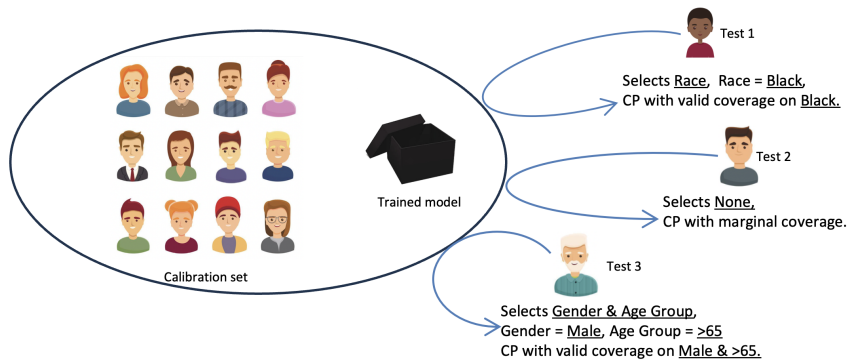 Test 1
Selects Race, Race = Black,
CP with valid coverage on Black.
Test 2
Selects None,
CP with marginal coverage.
Trained model
Calibration set
Test 3
Selects Gender & Age Group,
Gender = Male, Age Group = >65
CP with valid coverage on Male & >65.